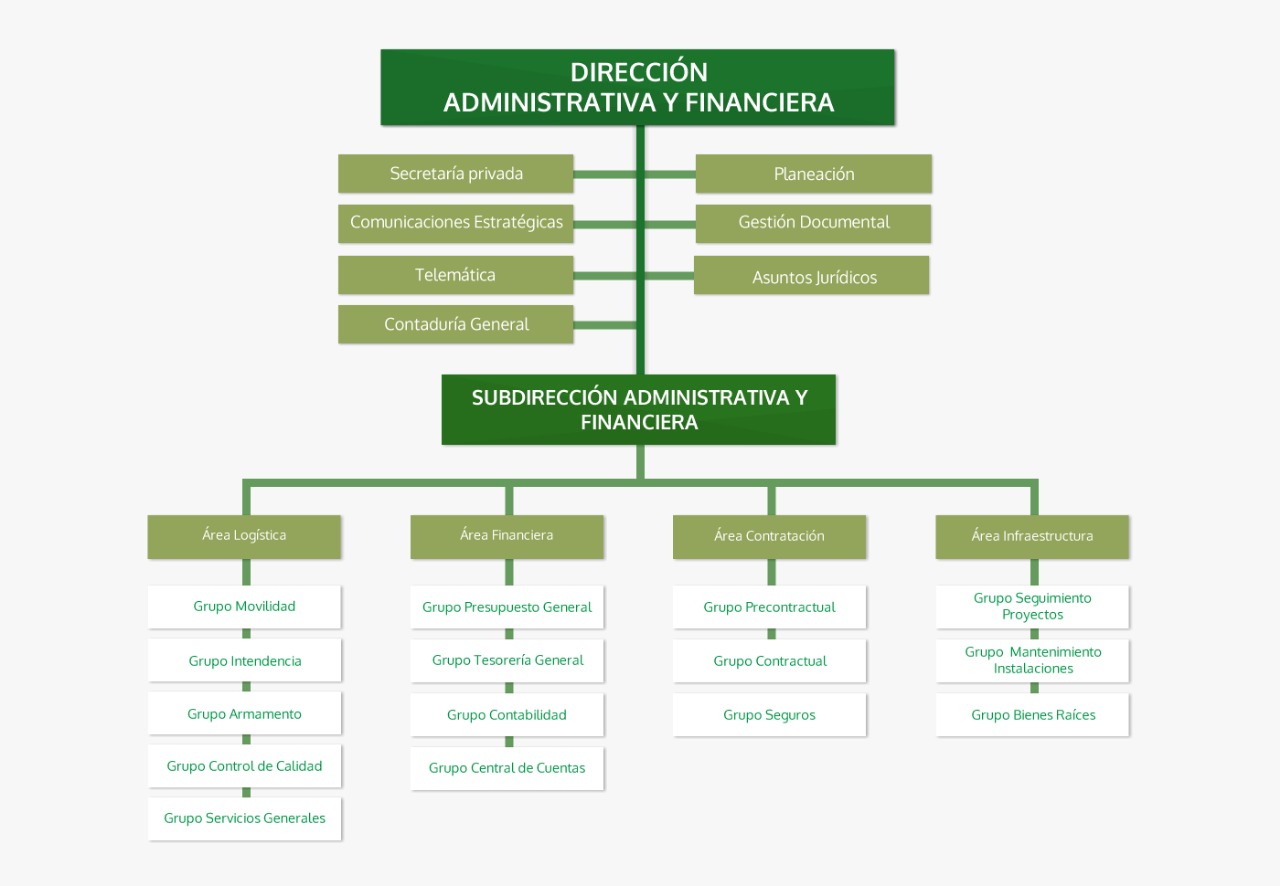 DIRECCIÓN
ADMINISTRATIVA Y FINANCIERA
Secretaría privada
Planeación
Comunicaciones Estratégicas
Gestión Documental
Telemática
Asuntos Jurídicos
Contaduría General
SUBDIRECCIÓN ADMINISTRATIVA Y
FINANCIERA
Área Logística
Área Financiera
Área Contratación
Área Infraestructura
Grupo Movilidad
Grupo Intendencia
Grupo Armamento
Grupo Control de Calidad
Grupo Servicios Generales
Grupo Presupuesto General
Grupo Tesorería General
Grupo Contabilidad
Grupo Central de Cuentas
Grupo Precontractual
Grupo Contractual
Grupo Seguros
Grupo Seguimiento
Proyectos
Grupo Mantenimiento
Instalaciones
Grupo Bienes Raíces